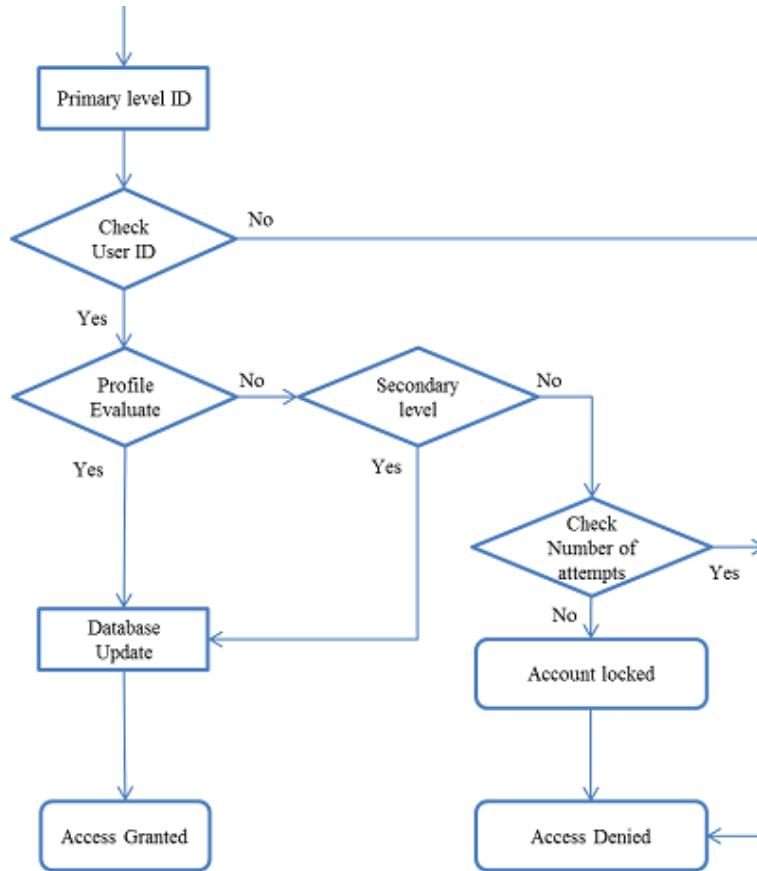 Primary level ID
Check
User ID
No
Yes
Profile
Evaluate
No
Secondary
level
No
Yes
Yes
Check
Number of
attempts
Yes
No
Database
Update
Account locked
Access Granted
Access Denied